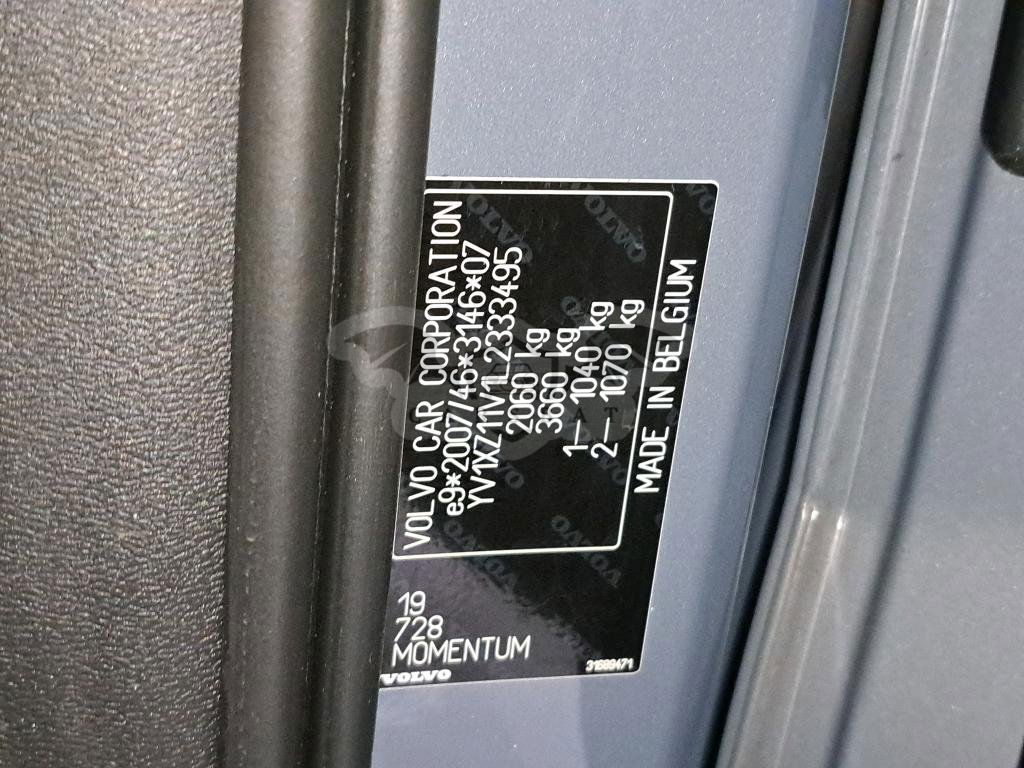 VOLVO CAR CORPORATION
e9*2007/46*3146*07
YV1XZ11V1L2333495
2060 kg
3660 kg
1— 1040 kg
2— 1070 kg
MADE IN BELGIUM
19
728
MOMENTUM
VOLVO
31689471